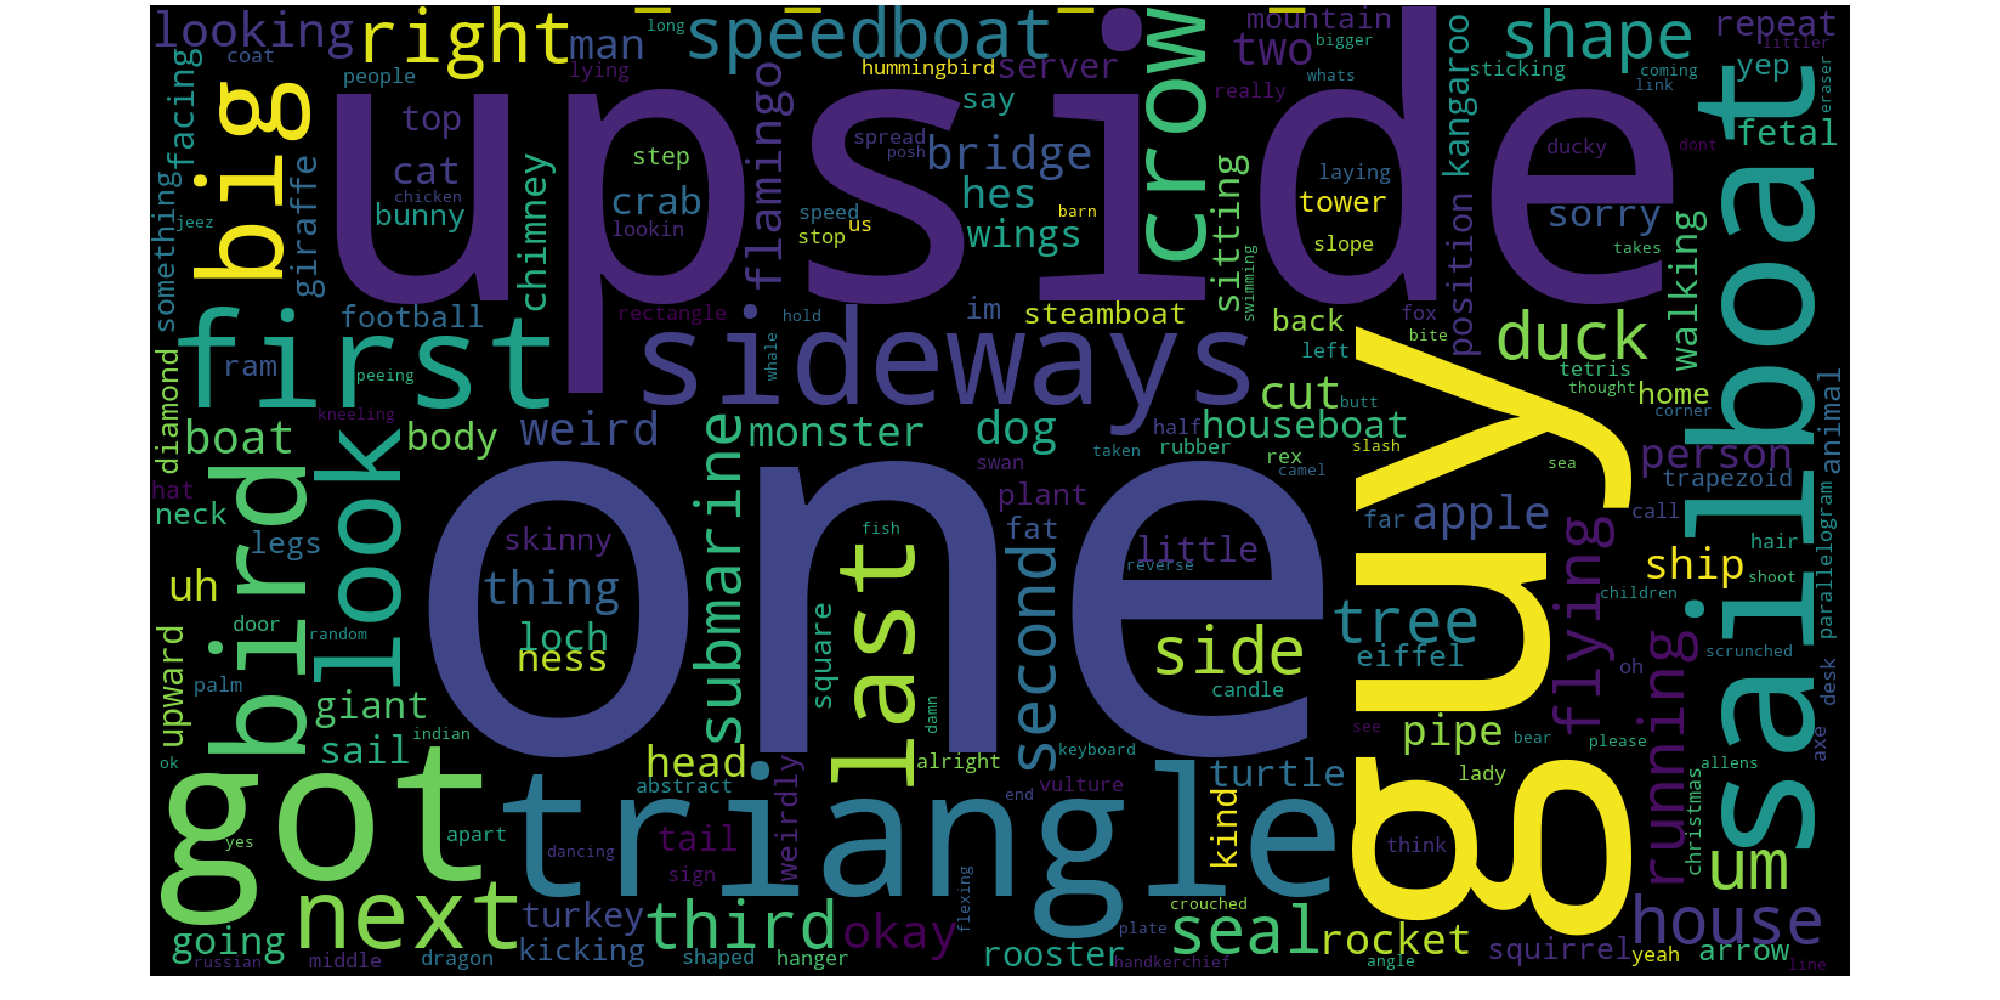 looking
right
man
long
speedboat
crow
mountain
two
bigger
shape
repeat
littler
coat
people
lying
hummingbird
server
whats
sticking
coming
link
yep
eraser
facing
big
top
upside
flamingo
say
really
kangaroo
fetal
giraffe
cat
chicken
bunny
chimney
step
crab
lookin
spread
posh
bridge
hes
wings
speed
stop
us
barn
sitting
swimming
laying
tower
slope
ducky
dont
sorry
takes
position
walking
sailboat
something
jeez
first
football
rectangle
hold
im
steamboat
back
left
fox
bite
duck
tetris
thought
home
corner
diamond
ram
peeing
kneeling
sideways
whale
cut
butt
boat
look
body
weird
submarine
monster
dog
taken
half
rubber
houseboat
rex
camel
slash
guy
sea
person
trapezoid
animal
hat
neck
bird
legs
skinny
thing
loch
ness
one
fish
last
swan
plant
fat
second
little
reverse
far
apple
flying
call
ship
hair
shoot
children
parallelogram
uh
door
random
upward
palm
giant
sail
indian
ok
square
damn
side
candle
tree
eiffel
see
oh
scrunched
running
desk
axe
got
triangle
head
abstract
weirdly
alright
keyboard
end
vulture
turtle
kind
pipe
lady
bear
please
allens
christmas
yes
apart
dancing
tail
sign
think
um
next
turkey
kicking
third
okay
flexing
crouched
plate
seal
rocket
house
going
russian
middle
dragon
shaped
hanger
rooster
handkerchief
angle
squirrel
yeah
arrow
line